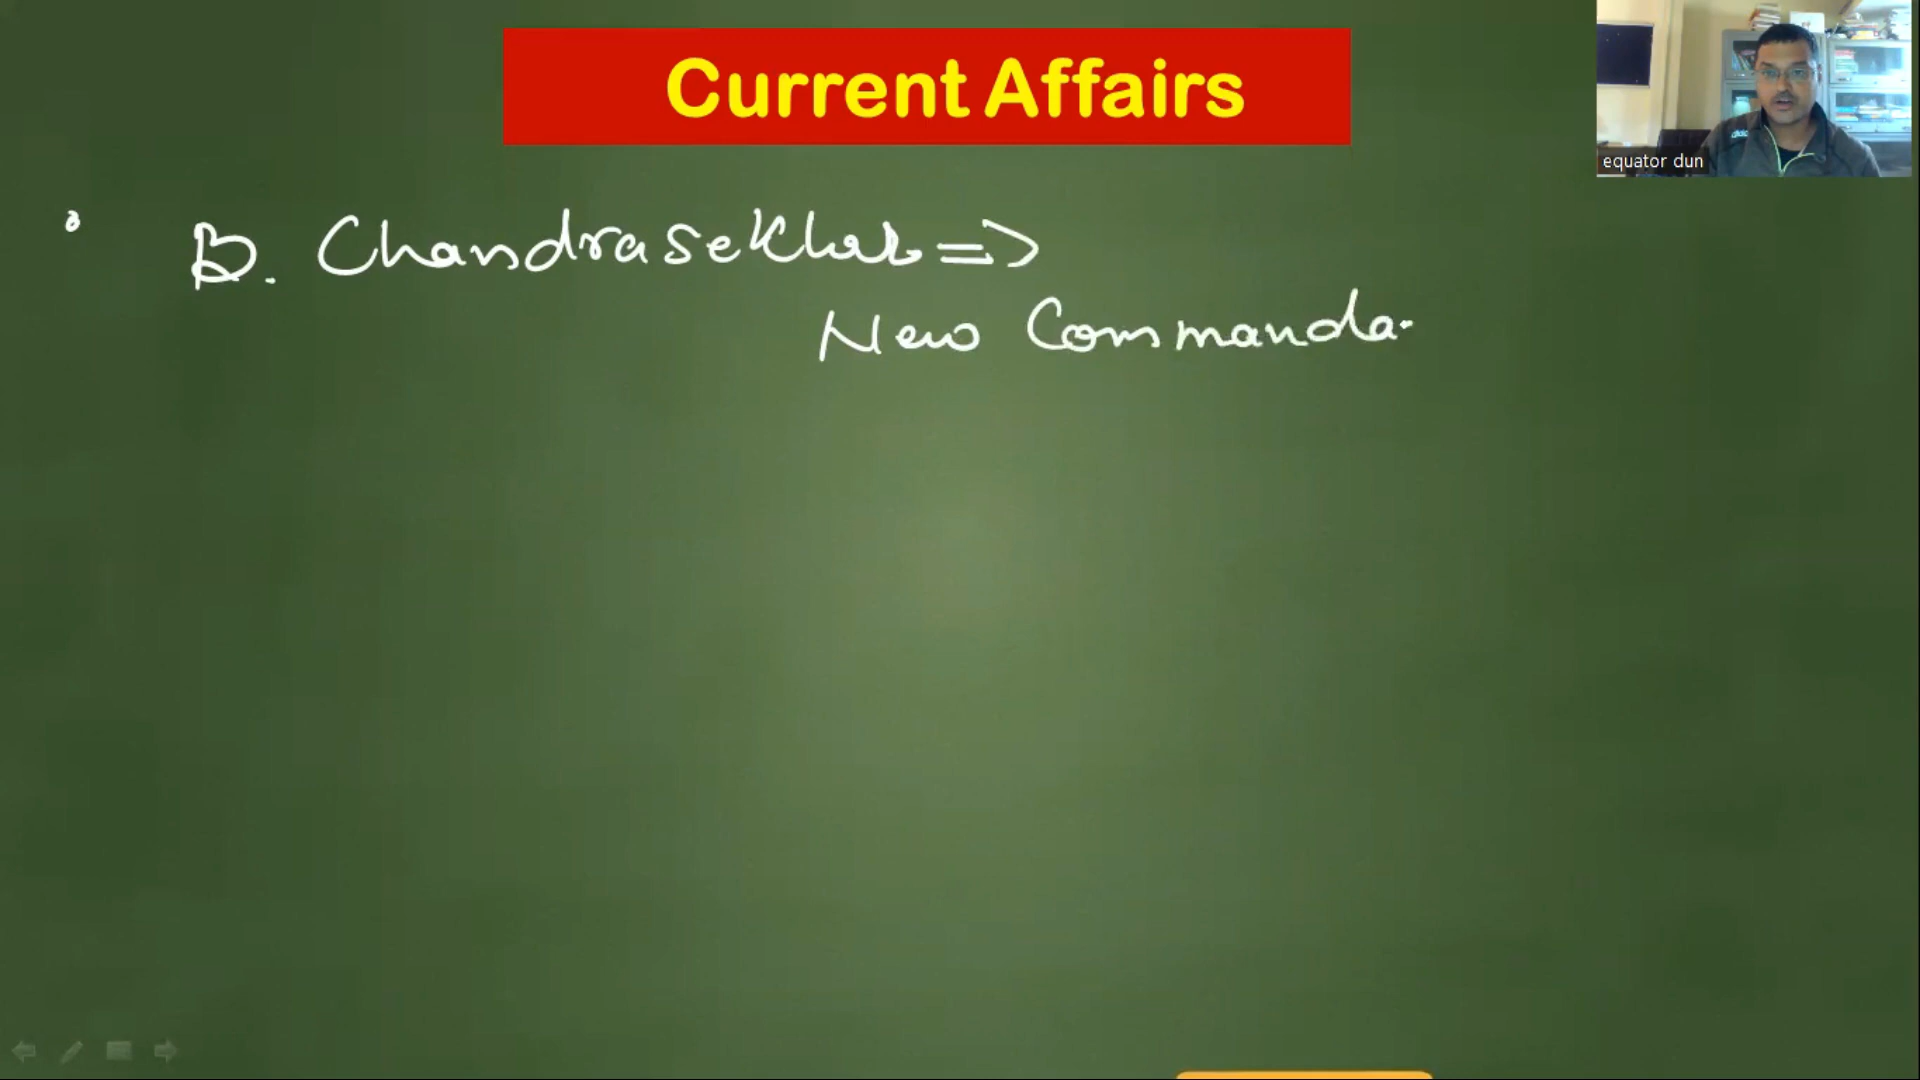 Current Affairs
equator dun
B. Chandrasekhar =>
New Commanda